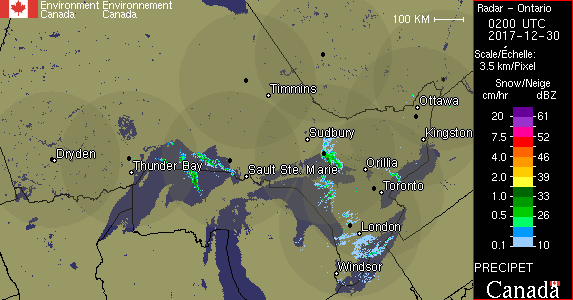 Environment Environnement
Canada Canada
100 KM
Timmins
Ottawa
Sudbury
Kingston
Dryden
Thunder Bay
Sault Ste. Marie
Orillia
Toronto
London
Windsor
Radar - Ontario
0200 UTC
2017-12-30
Scale/Échelle:
3.5 km/Pixel
Snow/Neige
cm/hr dBZ
20 61
7.5 52
4.0 46
2.0 39
1.0 33
0.5 26
0.1 10
PRECIPET
Canada